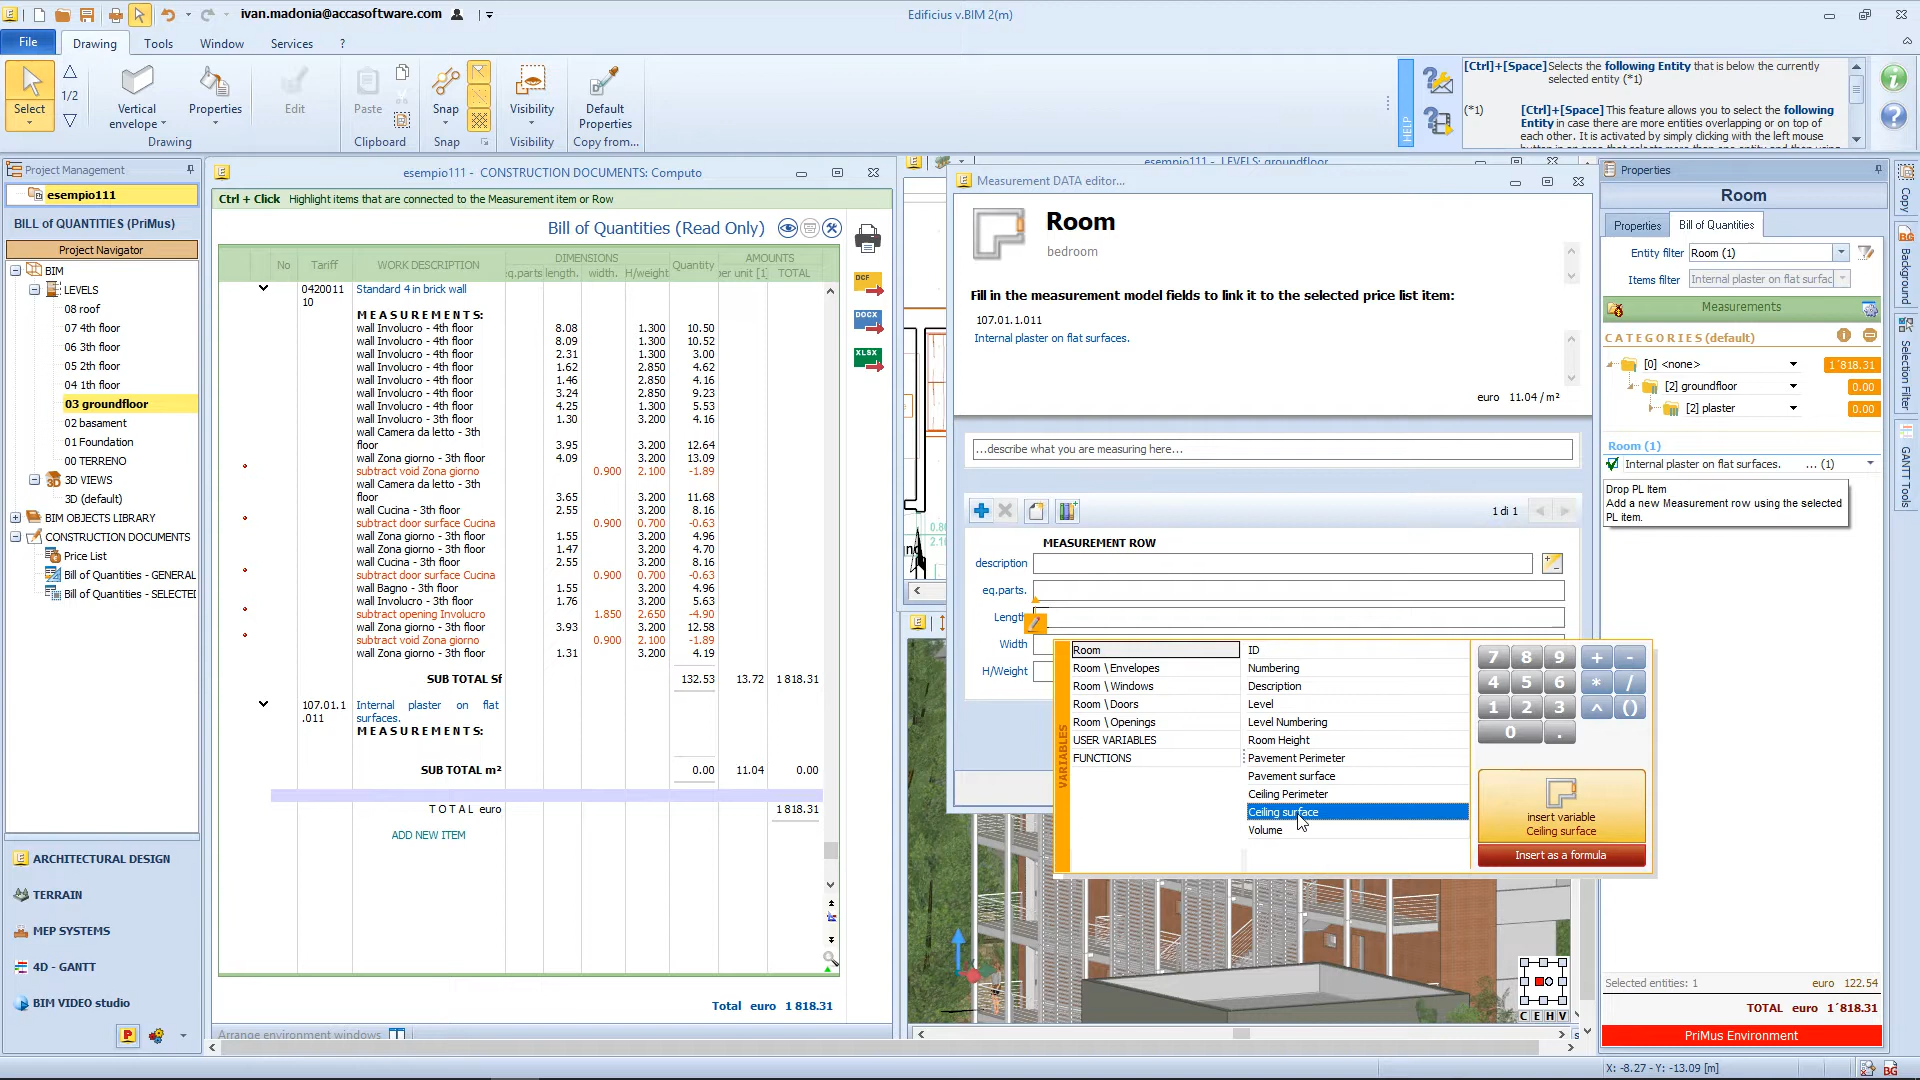 ivan.madonia@accasoftware.com
Edificius v.BIM 2(m)
File
Drawing
Tools
Window
Services
?
Select
1/2
Vertical envelope
Properties
Edit
Drawing
Paste
Clipboard
Snap
Snap
Visibility
Visibility
Default Properties
Copy from...
HELP
[Ctrl]+[Space] Selects the following Entity that is below the currently
selected entity (*1)
(*1) [Ctrl]+[Space] This feature allows you to select the following
Entity in case there are more entities overlapping or on top of
each other. It is activated by simply clicking with the left mouse
Project Management
esempio111
BILL of QUANTITIES (PriMus)
Project Navigator
BIM
LEVELS
08 roof
07 4th floor
06 3th floor
05 2th floor
04 1th floor
03 groundfloor
02 basament
01 Foundation
00 TERRENO
3D VIEWS
3D (default)
BIM OBJECTS LIBRARY
CONSTRUCTION DOCUMENTS
Price List
Bill of Quantities - GENERAL
Bill of Quantities - SELECTED
ARCHITECTURAL DESIGN
TERRAIN
MEP SYSTEMS
4D - GANTT
BIM VIDEO studio
esempio111 - CONSTRUCTION DOCUMENTS: Computo
Ctrl + Click Highlight items that are connected to the Measurement item or Row
Bill of Quantities (Read Only)
No Tariff WORK DESCRIPTION DIMENSIONS Quantity AMOUNTS
eq.parts length. width. H/weight per unit [1] TOTAL
0420011 Standard 4 in brick wall
10
MEASUREMENTS:
wall Involucro - 4th floor 8.08 1.300 10.50
wall Involucro - 4th floor 8.09 1.300 10.52
wall Involucro - 4th floor 2.31 1.300 3.00
wall Involucro - 4th floor 1.62 2.850 4.62
wall Involucro - 4th floor 1.46 2.850 4.16
wall Involucro - 4th floor 3.24 2.850 9.23
wall Involucro - 4th floor 4.25 1.300 5.53
wall Involucro - 4th floor 1.30 3.200 4.16
wall Camera da letto - 3th
floor 3.95 3.200 12.64
wall Zona giorno - 3th floor 4.09 3.200 13.09
subtract void Zona giorno 0.900 2.100 -1.89
wall Camera da letto - 3th
floor 3.65 3.200 11.68
wall Cucina - 3th floor 2.55 3.200 8.16
subtract door surface Cucina 0.900 0.700 -0.63
wall Zona giorno - 3th floor 1.55 3.200 4.96
wall Zona giorno - 3th floor 1.47 3.200 4.70
wall Cucina - 3th floor 2.55 3.200 8.16
subtract door surface Cucina 0.900 0.700 -0.63
wall Bagno - 3th floor 1.55 3.200 4.96
wall Involucro - 3th floor 1.76 3.200 5.63
subtract opening Involucro 1.850 2.650 -4.90
wall Zona giorno - 3th floor 3.93 3.200 12.58
subtract void Zona giorno 0.900 2.100 -1.89
wall Zona giorno - 3th floor 1.31 3.200 4.19
SUB TOTAL Sf 132.53 13.72 1 818.31
107.01.1 Internal plaster on flat
.011 surfaces.
MEASUREMENTS:
SUB TOTAL m² 0.00 11.04 0.00
TOTAL euro 1 818.31
ADD NEW ITEM
Total euro 1 818.31
Arrange environment windows
DCF
DOCX
XLSX
esempio111 - LEVELS: groundfloor
Measurement DATA editor...
Room
bedroom
Fill in the measurement model fields to link it to the selected price list item:
107.01.1.011
Internal plaster on flat surfaces.
euro 11.04 / m²
...describe what you are measuring here...
1 di 1
MEASUREMENT ROW
description
eq.parts.
Length
Width
H/Weight
VARIABLES
Room
Room \ Envelopes
Room \ Windows
Room \ Doors
Room \ Openings
USER VARIABLES
FUNCTIONS
ID
Numbering
Description
Level
Level Numbering
Room Height
Pavement Perimeter
Pavement surface
Ceiling Perimeter
Ceiling surface
Volume
7 8 9 + -
4 5 6 * /
1 2 3 ^ ()
0 .
insert variable
Ceiling surface
Insert as a formula
C E H V
Properties
Room
Properties
Bill of Quantities
Entity filter Room (1)
Items filter Internal plaster on flat surfac
Measurements
CATEGORIES (default)
[0] <none> 1´818.31
[2] groundfloor 0.00
[2] plaster 0.00
Room (1)
Internal plaster on flat surfaces. ... (1)
Drop PL Item
Add a new Measurement row using the selected
PL item.
Selected entities: 1 euro 122.54
TOTAL euro 1´818.31
PriMus Environment
X: -8.27 - Y: -13.09 [m]
Copy
Background
Selection Filter
GANTT Tools
BG